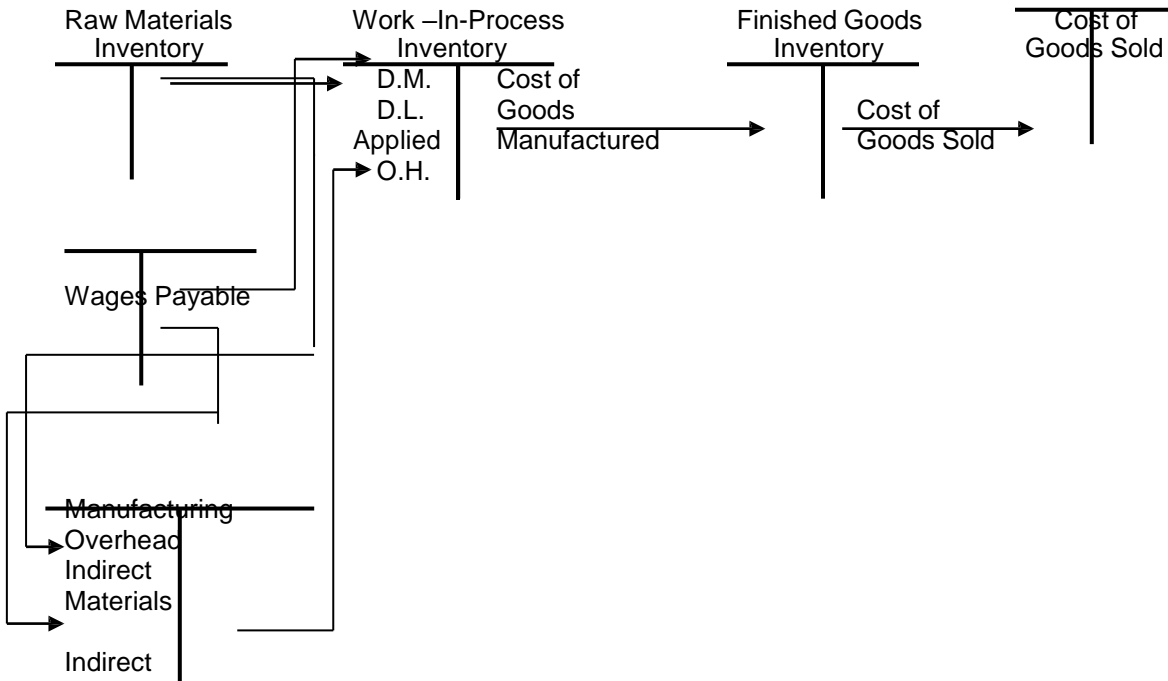 Raw Materials
Inventory
Work –In-Process
Inventory
Finished Goods
Inventory
Cost of
Goods Sold
D.M.
D.L.
Applied
O.H.
Cost of
Goods
Manufactured
Cost of
Goods Sold
Wages Payable
Manufacturing
Overhead
Indirect
Materials
Indirect